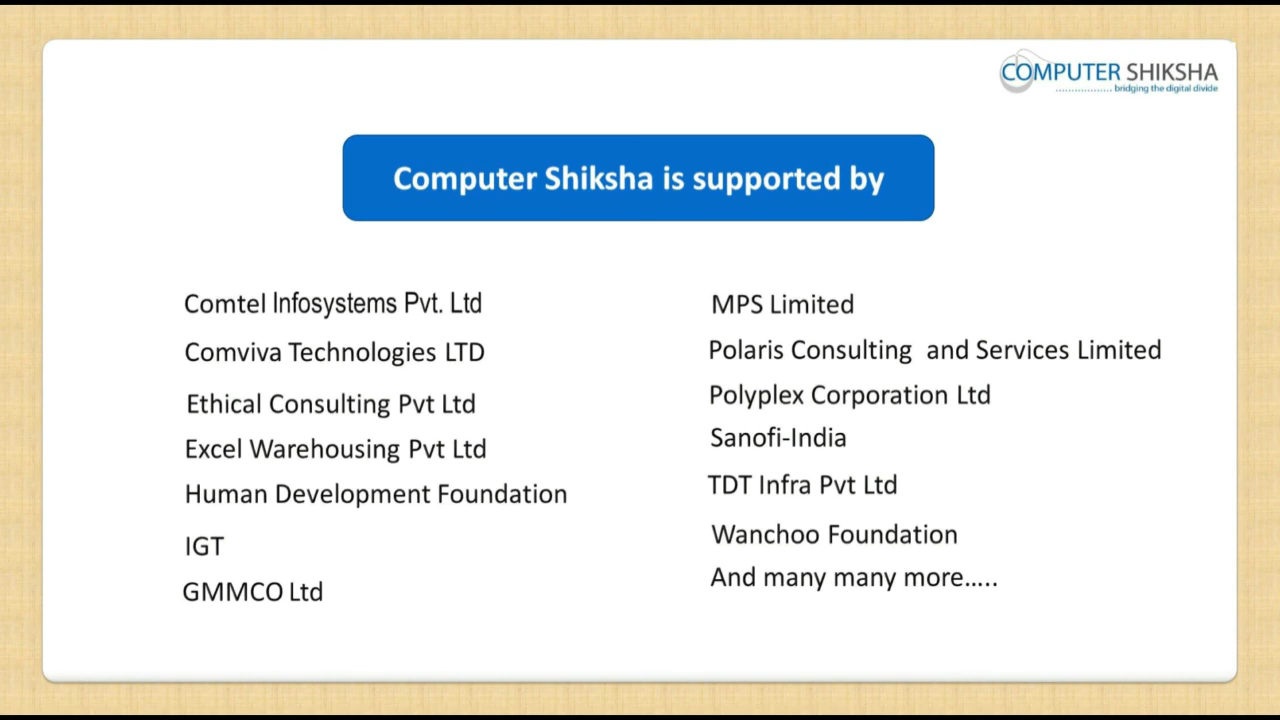 COMPUTER SHIKSHA
.................. bridging the digital divide
Computer Shiksha is supported by
Comtel Infosystems Pvt. Ltd
Comviva Technologies LTD
Ethical Consulting Pvt Ltd
Excel Warehousing Pvt Ltd
Human Development Foundation
IGT
GMMCO Ltd
MPS Limited
Polaris Consulting  and Services Limited
Polyplex Corporation Ltd
Sanofi-India
TDT Infra Pvt Ltd
Wanchoo Foundation
And many many more…..